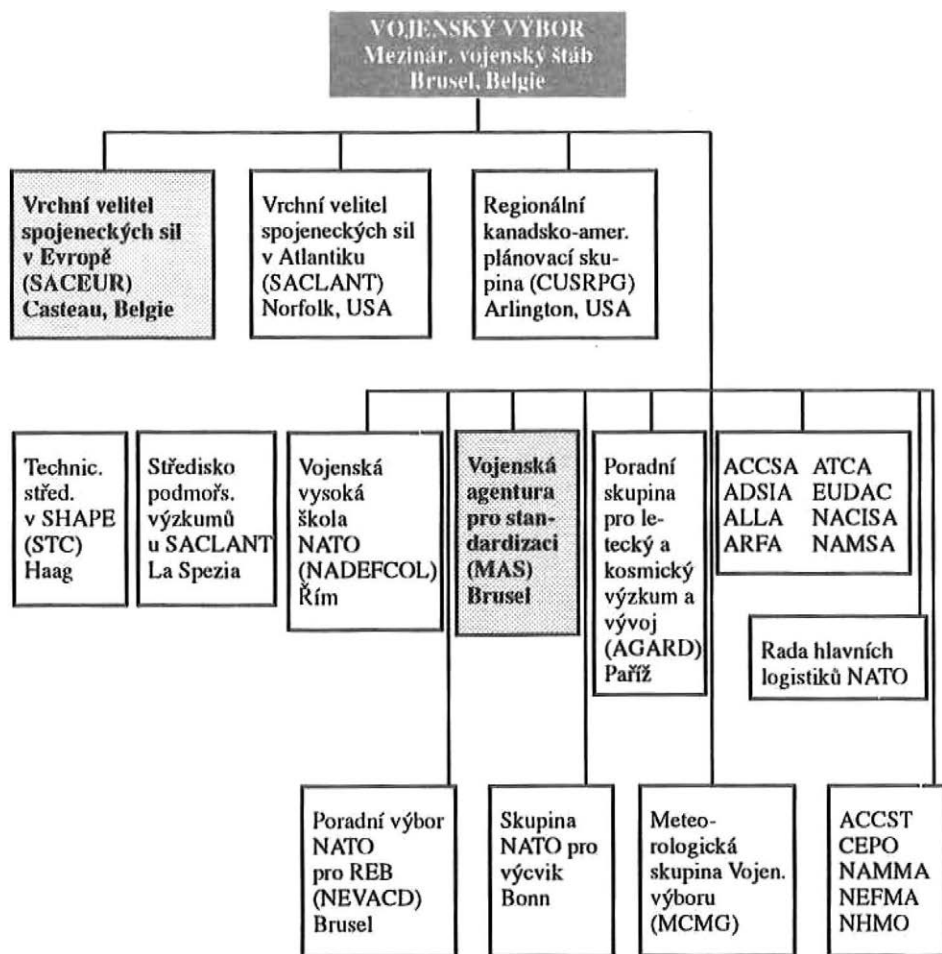 VOJENSKÝ VÝBOR
Mezinár. vojenský štáb
Brusel, Belgie
Vrchní velitel
spojeneckých sil
v Evropě
(SACEUR)
Casteau, Belgie
Vrchní velitel
spojeneckých sil
v Atlantiku
(SACLANT)
Norfolk, USA
Regionální
kanadsko-amer.
plánovací sku-
pina (CUSRPG)
Arlington, USA
Technic.
střed.
v SHAPE
(STC)
Haag
Středisko
podmořs.
výzkumů
u SACLANT
La Spezia
Vojenská
vysoká
škola
NATO
(NADEFCOL)
Řím
Vojenská
agentura
pro stan-
dardizaci
(MAS)
Brusel
Poradní
skupina
pro le-
tecký a
kosmický
výzkum a
vývoj
(AGARD)
Paříž
ACCSA ATCA
ADSIA EUDAC
ALLA NACISA
ARFA NAMSA
Rada hlavních
logistiků NATO
Poradní výbor
NATO
pro REB
(NEVACD)
Brusel
Skupina
NATO pro
výcvik
Bonn
Meteo-
rologická
skupina Vojen.
výboru
(MCMG)
ACCST
CEPO
NAMMA
NEFMA
NHMO